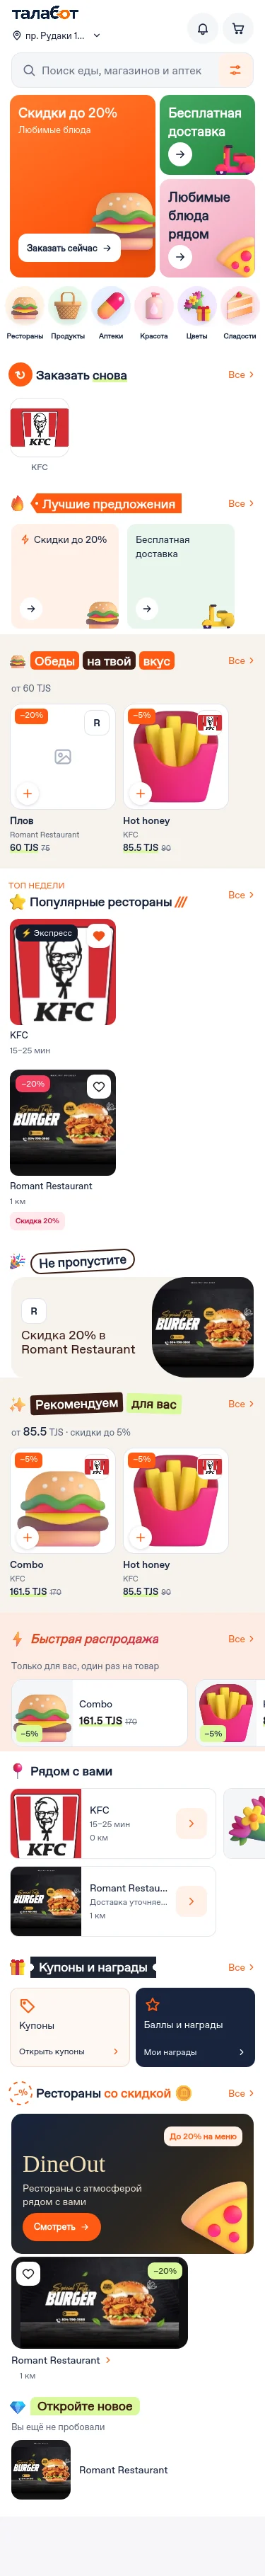 талабот
пр. Рудаки 1...
Поиск еды, магазинов и аптек
Скидки до 20%
Любимые блюда
Заказать сейчас
Бесплатная
доставка
Любимые
блюда
рядом
Рестораны
Продукты
Аптеки
Красота
Цветы
Сладости
Заказать снова
Все
KFC
KFC
Лучшие предложения
Все
Скидки до 20%
Бесплатная
доставка
Обеды на твой вкус
Все
от 60 TJS
−20%
R
−5%
KFC
Плов
Romant Restaurant
60 TJS 75
Hot honey
KFC
85.5 TJS 90
ТОП НЕДЕЛИ
Популярные рестораны
Все
Экспресс
KFC
KFC
15–25 мин
−20%
Special Tasty
BURGER
Romant Restaurant
1 км
Скидка 20%
Не пропустите
R
Скидка 20% в
Romant Restaurant
Special Tasty
BURGER
Рекомендуем для вас
Все
от 85.5 TJS · скидки до 5%
−5%
KFC
−5%
KFC
Combo
KFC
161.5 TJS 170
Hot honey
KFC
85.5 TJS 90
Быстрая распродажа
Все
Только для вас, один раз на товар
−5%
Combo
161.5 TJS 170
−5%
Рядом с вами
KFC
KFC
15–25 мин
0 км
BURGER
Romant Restau...
Доставка уточняе...
1 км
Купоны и награды
Все
Купоны
Открыть купоны
Баллы и награды
Мои награды
−%
Рестораны со скидкой
Все
До 20% на меню
DineOut
Рестораны с атмосферой
рядом с вами
Смотреть
−20%
Special Tasty
BURGER
Romant Restaurant
1 км
Откройте новое
Вы ещё не пробовали
BURGER
Romant Restaurant